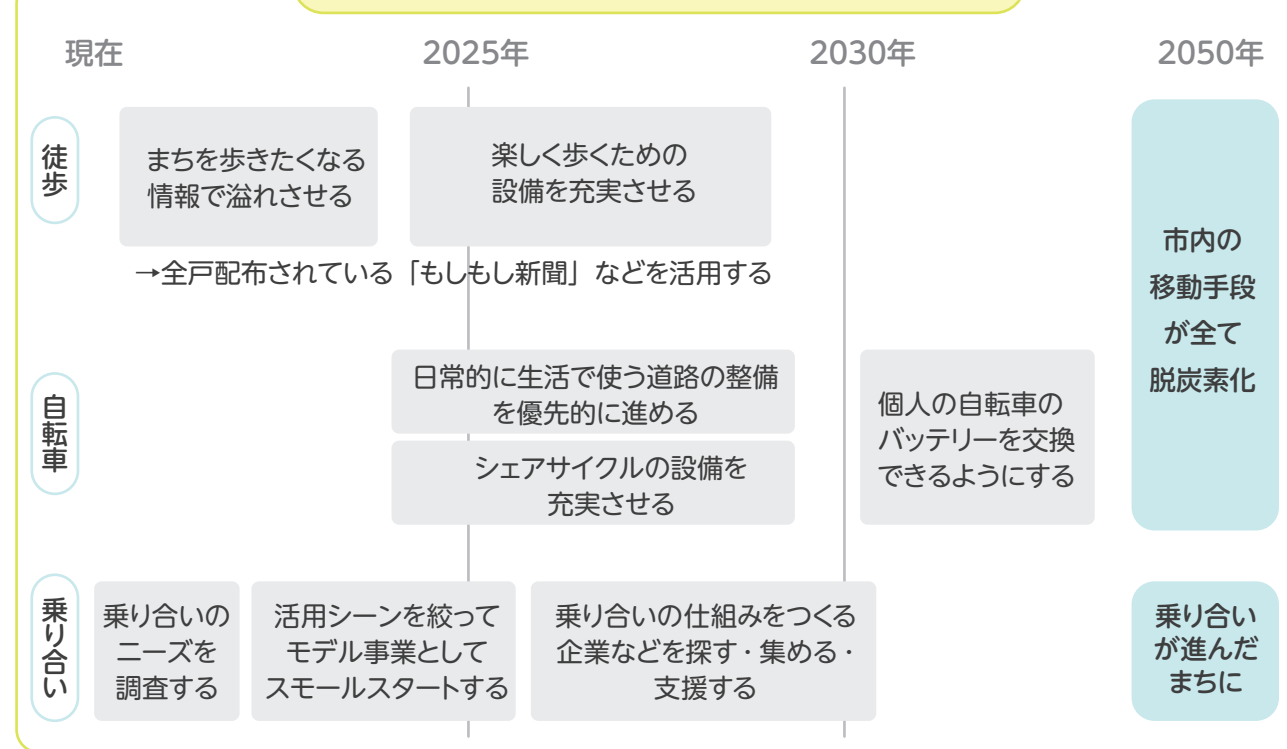 現在
2025年
2030年
2050年
徒歩
まちを歩きたくなる
情報で溢れさせる
楽しく歩くための
設備を充実させる
→全戸配布されている「もしもし新聞」などを活用する
自転車
日常的に生活で使う道路の整備
を優先的に進める
シェアサイクルの設備を
充実させる
個人の自転車の
バッテリーを交換
できるようにする
市内の
移動手段
が全て
脱炭素化
乗り合い
乗り合いの
ニーズを
調査する
活用シーンを絞って
モデル事業として
スモールスタートする
乗り合いの仕組みをつくる
企業などを探す・集める・
支援する
乗り合い
が進んだ
まちに